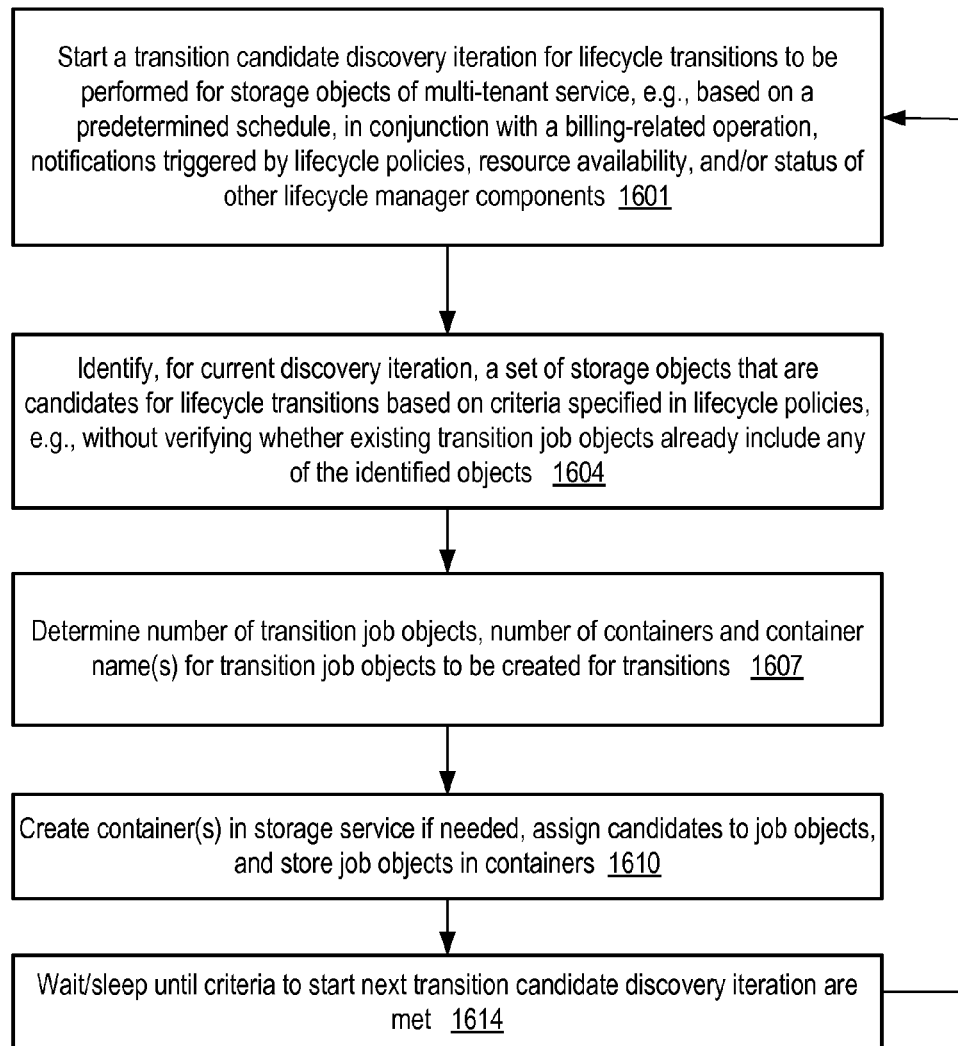 Start a transition candidate discovery iteration for lifecycle transitions to be
performed for storage objects of multi-tenant service, e.g., based on a
predetermined schedule, in conjunction with a billing-related operation,
notifications triggered by lifecycle policies, resource availability, and/or status of
other lifecycle manager components 1601
Identify, for current discovery iteration, a set of storage objects that are
candidates for lifecycle transitions based on criteria specified in lifecycle policies,
e.g., without verifying whether existing transition job objects already include any
of the identified objects 1604
Determine number of transition job objects, number of containers and container
name(s) for transition job objects to be created for transitions 1607
Create container(s) in storage service if needed, assign candidates to job objects,
and store job objects in containers 1610
Wait/sleep until criteria to start next transition candidate discovery iteration are
met 1614